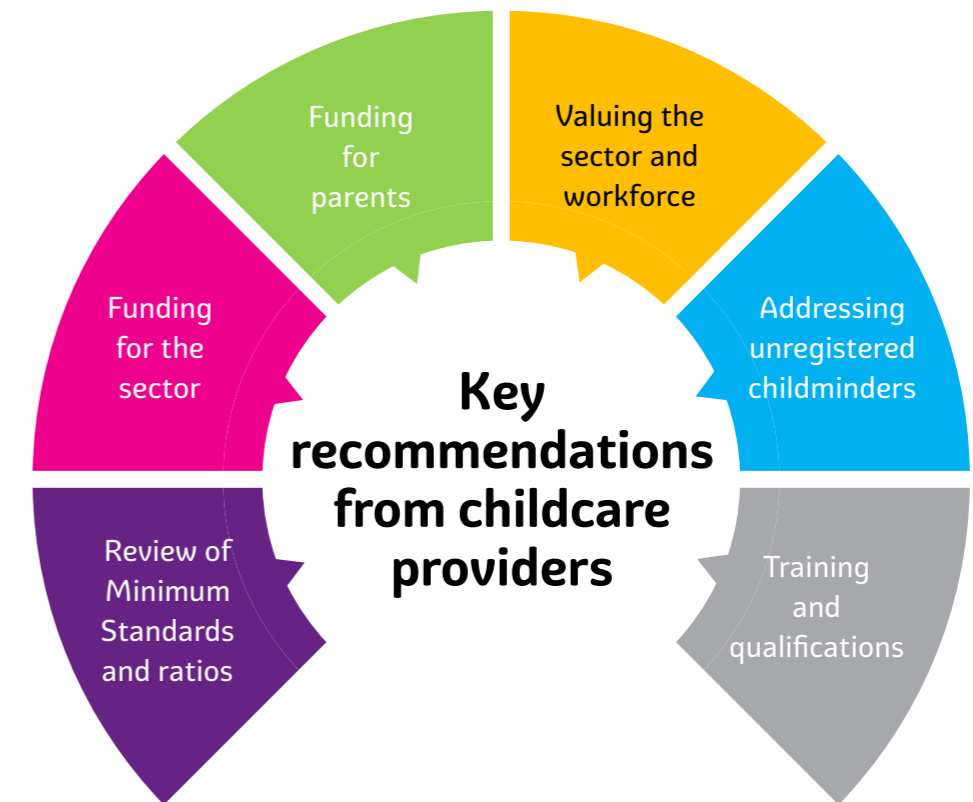 Funding
for
parents
Valuing the
sector and
workforce
Funding
for the
sector
Addressing
unregistered
childminders
Key
recommendations
from childcare
providers
Review of
Minimum
Standards
and ratios
Training
and
qualifications